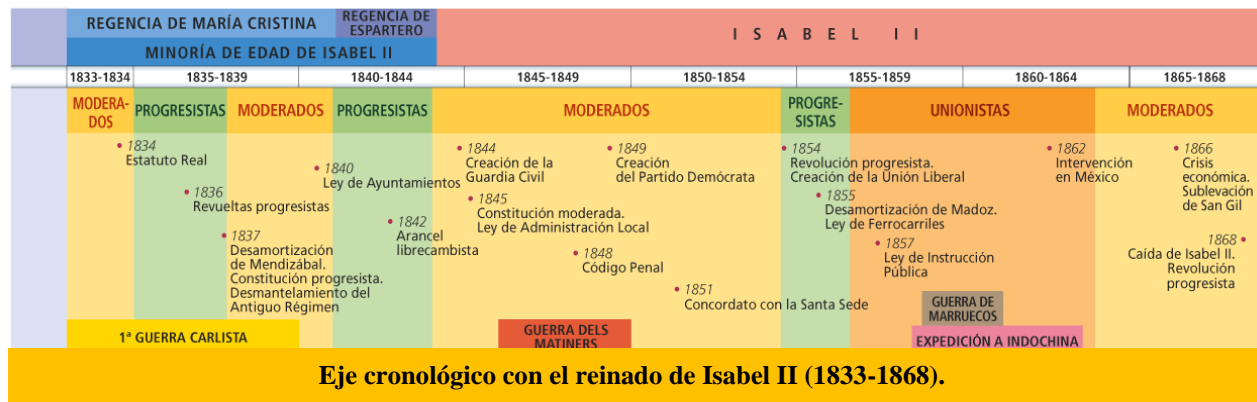 REGENCIA DE MARÍA CRISTINA
REGENCIA DE
ESPARTERO
MINORÍA DE EDAD DE ISABEL II
ISABEL II
1833-1834
1835-1839
1840-1844
1845-1849
1850-1854
1855-1859
1860-1864
1865-1868
MODERA-
DOS
PROGRESISTAS
MODERADOS
PROGRESISTAS
MODERADOS
PROGRE-
SISTAS
UNIONISTAS
MODERADOS
1834
Estatuto Real
1836
Revueltas progresistas
1837
Desamortización
de Mendizábal.
Constitución progresista.
Desmantelamiento del
Antiguo Régimen
1840
Ley de Ayuntamientos
1842
Arancel
librecambista
1844
Creación de la
Guardia Civil
1845
Constitución moderada.
Ley de Administración Local
1848
Código Penal
1849
Creación
del Partido Demócrata
1851
Concordato con la Santa Sede
1854
Revolución progresista.
Creación de la Unión Liberal
1855
Desamortización de Madoz.
Ley de Ferrocarriles
1857
Ley de Instrucción
Pública
1862
Intervención
en México
1866
Crisis
económica.
Sublevación
de San Gil
1868
Caída de Isabel II.
Revolución
progresista
1ª GUERRA CARLISTA
GUERRA DELS
MATINERS
GUERRA DE
MARRUECOS
EXPEDICIÓN A INDOCHINA
Eje cronológico con el reinado de Isabel II (1833-1868).